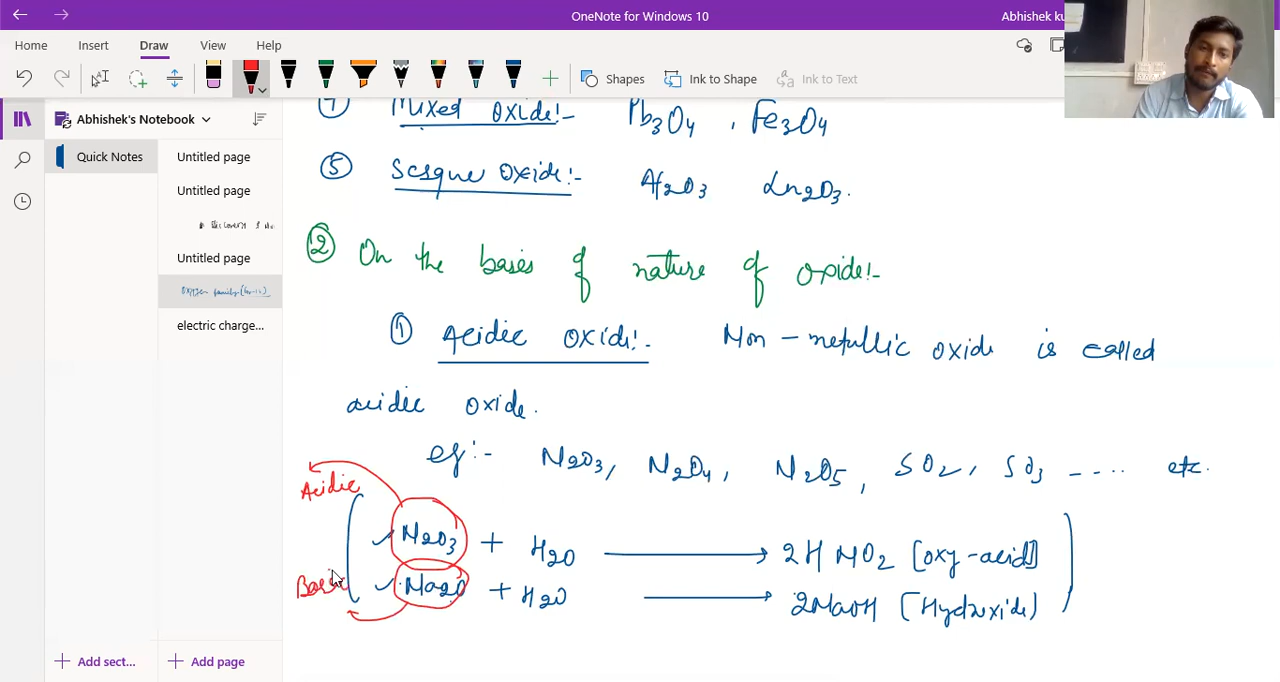 OneNote for Windows 10
Abhishek ku
Home Insert Draw View Help
Shapes Ink to Shape Ink to Text
Abhishek's Notebook
Quick Notes
Untitled page
Untitled page
Untitled page
electric charge...
Add sect...
Add page
Mixed Oxide:- Pb3O4 , Fe3O4
⑤ Sesque Oxide:- Ln2O3.
② On the bases of nature of oxide:-
① Acidic Oxide:- Non-metallic oxide is called
acidic oxide.
eg:- N2O3, N2O4, N2O5, SO2, SO3 ---- etc.
Acidic
N2O3 + H2O → 2HNO2 [oxy-acid]
Na2O + H2O → 2NaOH [Hydroxide]